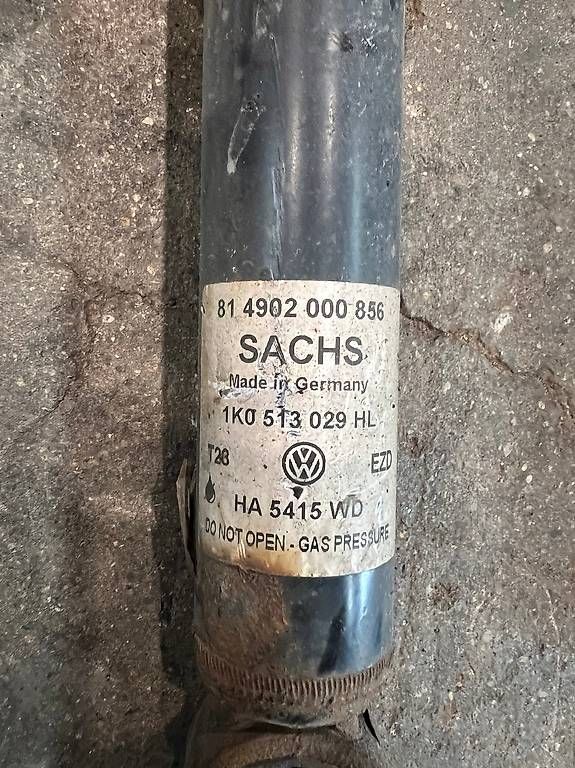 81 4902 000 856
SACHS
Made in Germany
1K0 513 029 HL
T26 VW EZD
HA 5415 WD
DO NOT OPEN - GAS PRESSURE